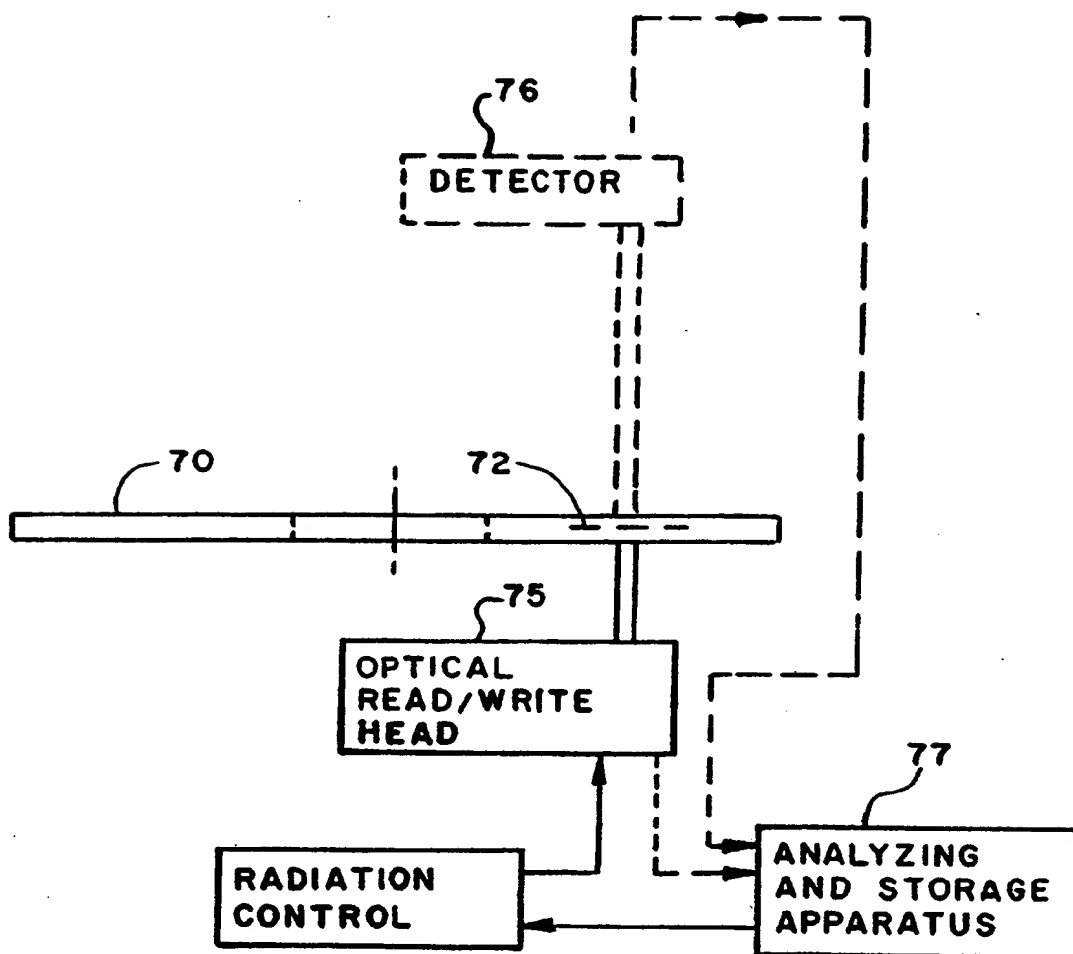 76
DETECTOR
70
72
75
OPTICAL
READ/WRITE
HEAD
77
RADIATION
CONTROL
ANALYZING
AND STORAGE
APPARATUS